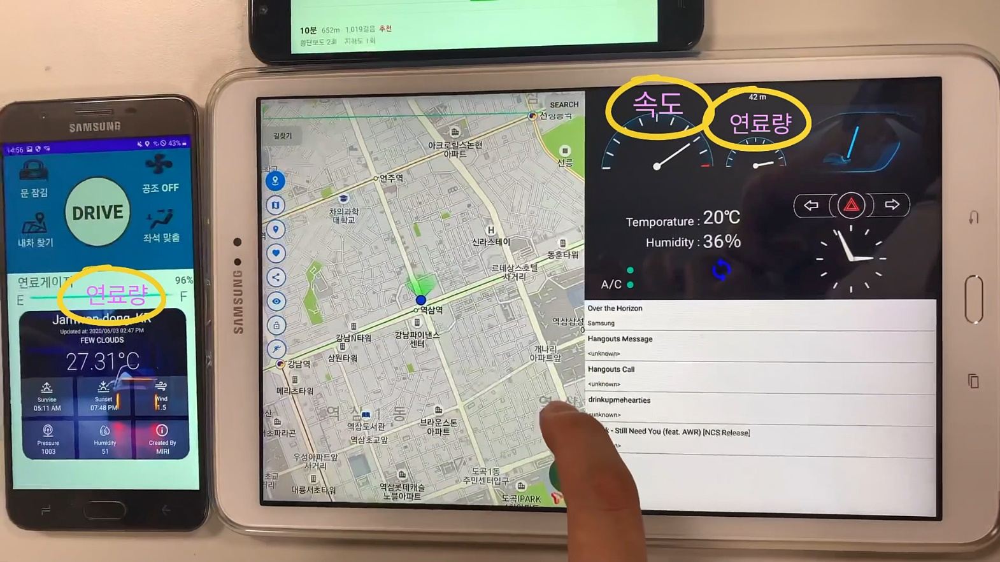 10분 652m 1,019걸음 추천
횡단보도 2회 지하도 1회
SAMSUNG
14:56 43%
문 잠김
공조 OFF
DRIVE
내차 찾기
좌석 맞춤
연료게이지
96%
연료량
E F
Updated at: 2020/06/03 02:47 PM
FEW CLOUDS
27.31°C
Sunrise
05:11 AM
Sunset
07:48 PM
Wind
1.5
Pressure
1003
Humidity
51
Created By
MIRI
SAMSUNG
SEARCH
길찾기
선정릉역
아크로힐스논현
아파트
선릉
언주역
차의과학
대학교
신라스테이
동훈타워
르네상스호텔
사거리
역삼역
강남N타워
강남파이낸스
센터
삼원타워
개나리
아파트앞
강남역
메리츠타워
역삼1동
역삼도서관
브라운스톤
아파트
역삼초교앞
우성아파트앞
사거리
대륭서초타워
역삼롯데캐슬
노블아파트
도곡1동
주민센터입구
도곡IPARK
속도
42 m
연료량
Temporature : 20℃
Humidity : 36%
A/C
Over the Horizon
Samsung
Hangouts Message
<unknown>
Hangouts Call
<unknown>
drinkupmehearties
<unknown>
- Still Need You (feat. AWR) [NCS Release]